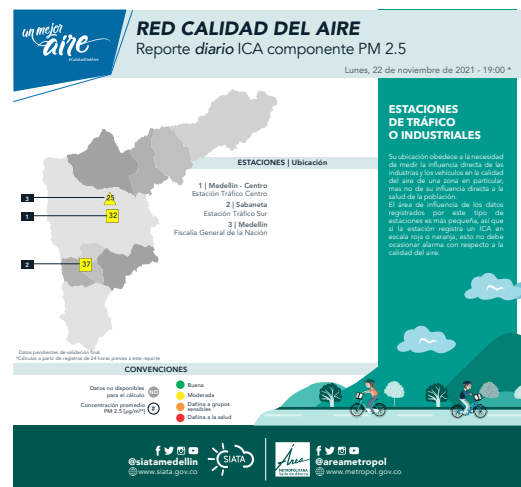 un mejor
aire
#CalidadDelAire
RED CALIDAD DEL AIRE
Reporte diario ICA componente PM 2.5
Lunes, 22 de noviembre de 2021 - 19:00 *
ESTACIONES
DE TRÁFICO
O INDUSTRIALES
Su ubicación obedece a la necesidad
de medir la influencia directa de las
industrias y los vehículos en la calidad
del aire de una zona en particular,
mas no de su influencia directa a la
salud de la población.
El área de influencia de los datos
registrados por este tipo de
estaciones es más pequeña, así que
si la estación registra un ICA en
escala roja o naranja, esto no debe
ocasionar alarma con respecto a la
calidad del aire.
ESTACIONES | Ubicación
1 | Medellín - Centro
Estación Tráfico Centro
2 | Sabaneta
Estación Tráfico Sur
3 | Medellín
Fiscalía General de la Nación
3 25
1 32
2 37
Datos pendientes de validación final.
*Cálculos a partir de registros de 24 horas previas a este reporte
CONVENCIONES
Datos no disponibles
para el cálculo
Concentración promedio
PM 2.5 [µg/m³]
#
Buena
Moderada
Dañina a grupos
sensibles
Dañina a la salud
@siatamedellin
www.siata.gov.co
SIATA
Área
METROPOLITANA
Valle de Aburrá
@areametropol
www.metropol.gov.co